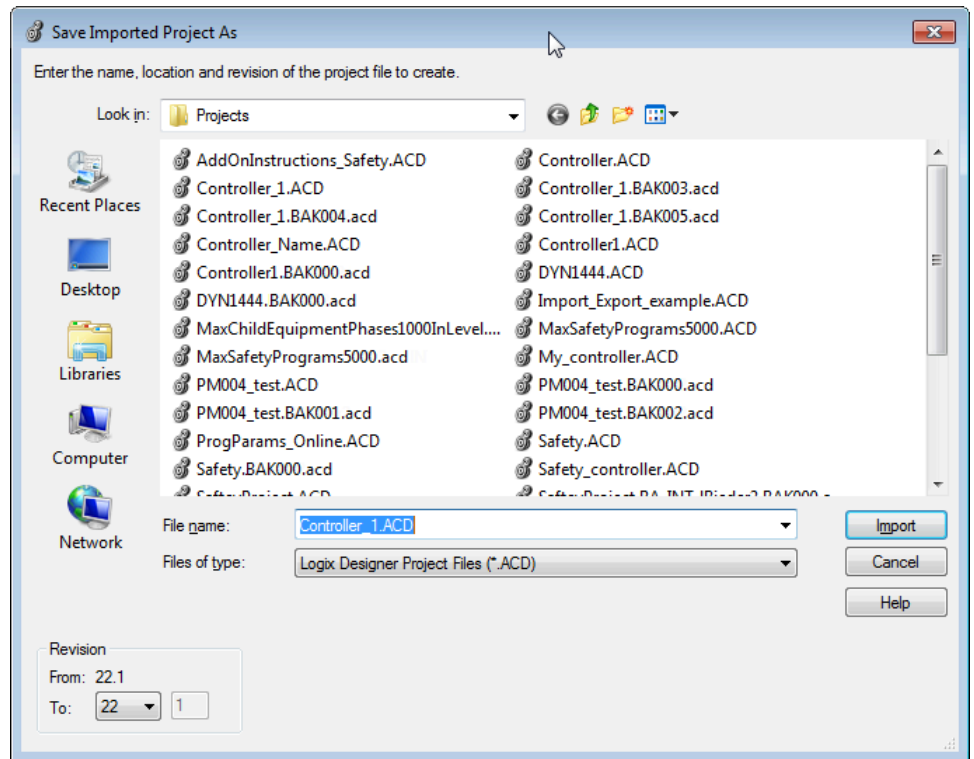 Save Imported Project As
Enter the name, location and revision of the project file to create.
Look in: Projects
Recent Places
Desktop
Libraries
Computer
Network
AddOnInstructions_Safety.ACD Controller.ACD
Controller_1.ACD Controller_1.BAK003.acd
Controller_1.BAK004.acd Controller_1.BAK005.acd
Controller_Name.ACD Controller1.ACD
Controller1.BAK000.acd DYN1444.ACD
DYN1444.BAK000.acd Import_Export_example.ACD
MaxChildEquipmentPhases1000InLevel.... MaxSafetyPrograms5000.ACD
MaxSafetyPrograms5000.acd My_controller.ACD
PM004_test.ACD PM004_test.BAK000.acd
PM004_test.BAK001.acd PM004_test.BAK002.acd
ProgParams_Online.ACD Safety.ACD
Safety.BAK000.acd Safety_controller.ACD
File name: Controller_1.ACD Import
Files of type: Logix Designer Project Files (*.ACD) Cancel
Help
Revision
From: 22.1
To: 22 1